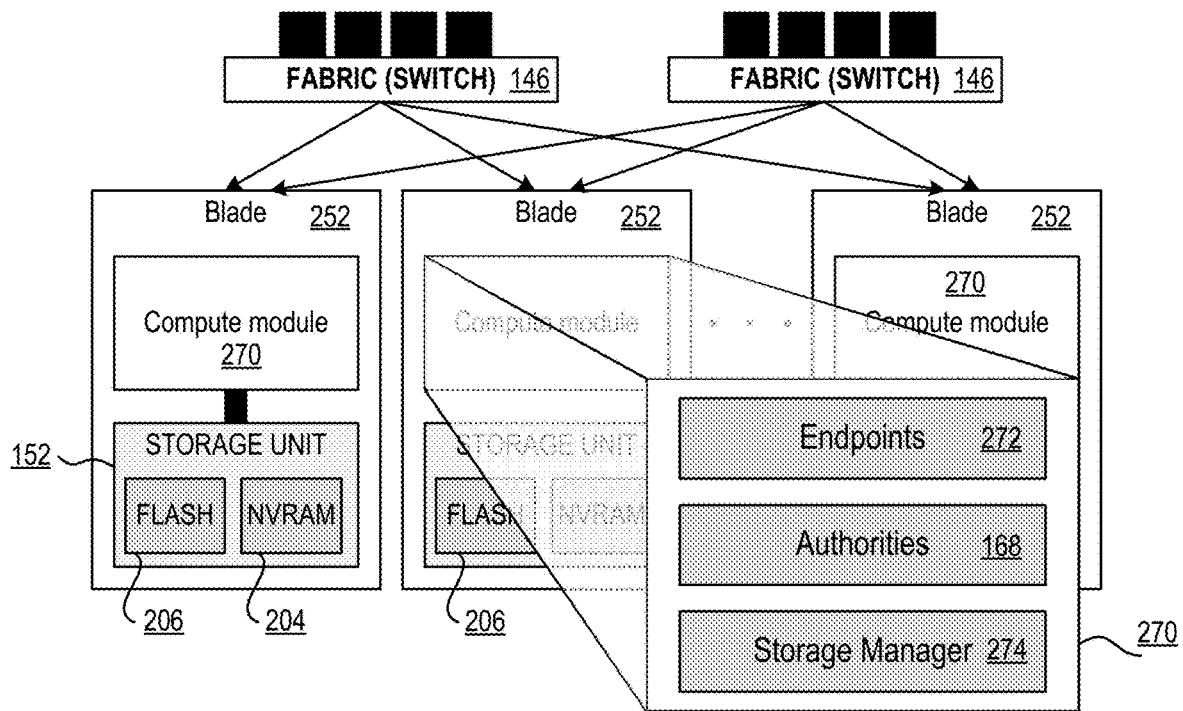 FABRIC (SWITCH) 146
FABRIC (SWITCH) 146
Blade 252
Blade 252
Blade 252
Compute module
270
Compute module
270
Compute module
STORAGE UNIT
152
FLASH
NVRAM
206
204
STORAGE UNIT
FLASH
NVRAM
206
Endpoints 272
Authorities 168
Storage Manager 274
270